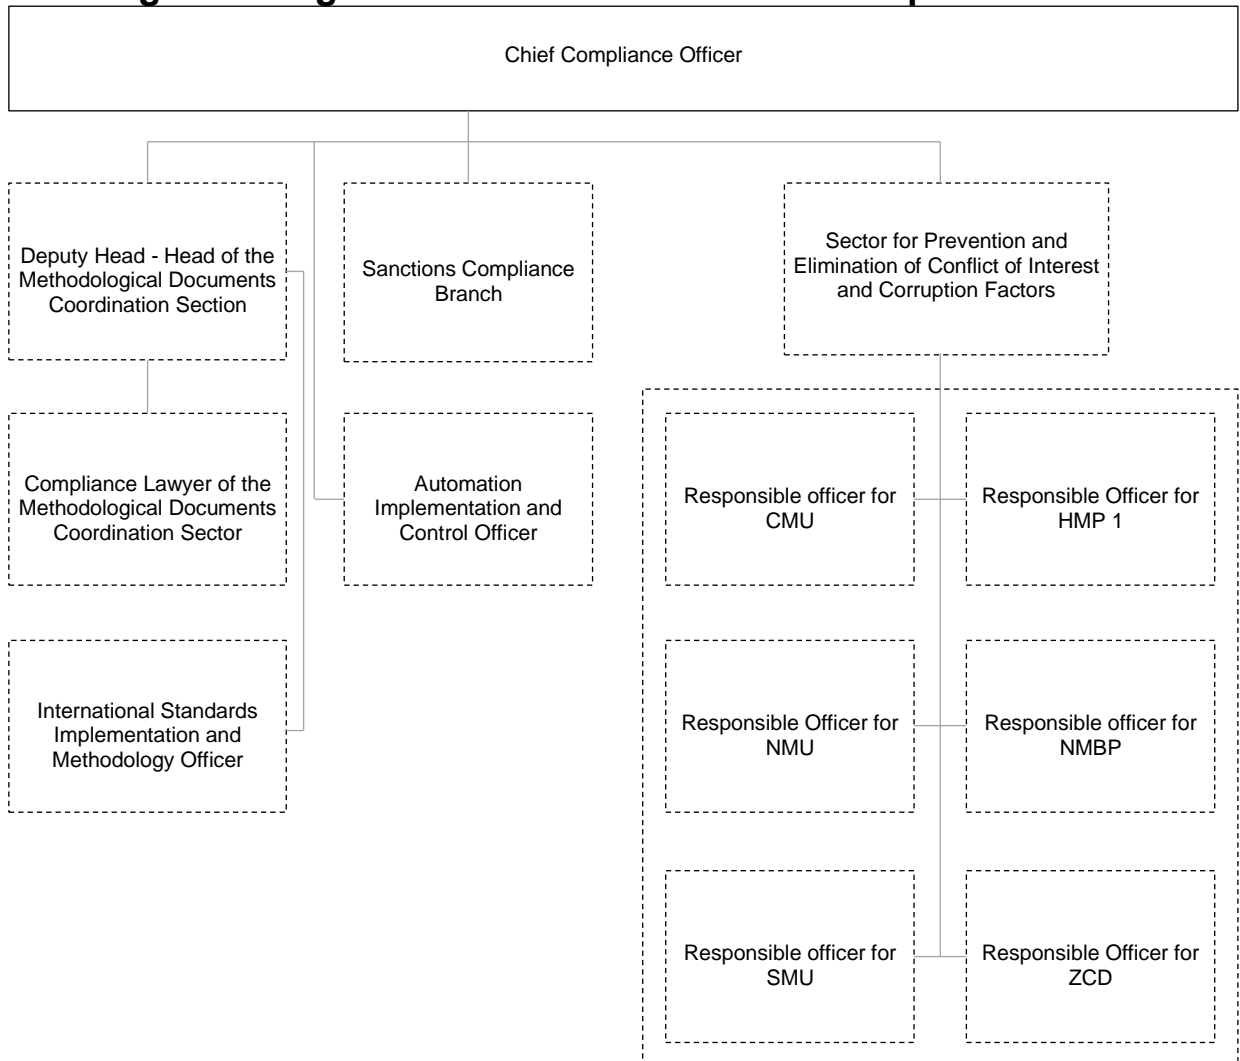 Chief Compliance Officer
Deputy Head - Head of the
Methodological Documents
Coordination Section
Sanctions Compliance
Branch
Sector for Prevention and
Elimination of Conflict of Interest
and Corruption Factors
Compliance Lawyer of the
Methodological Documents
Coordination Sector
Automation
Implementation and
Control Officer
Responsible officer for
CMU
Responsible Officer for
HMP 1
International Standards
Implementation and
Methodology Officer
Responsible Officer for
NMU
Responsible officer for
NMBP
Responsible officer for
SMU
Responsible Officer for
ZCD